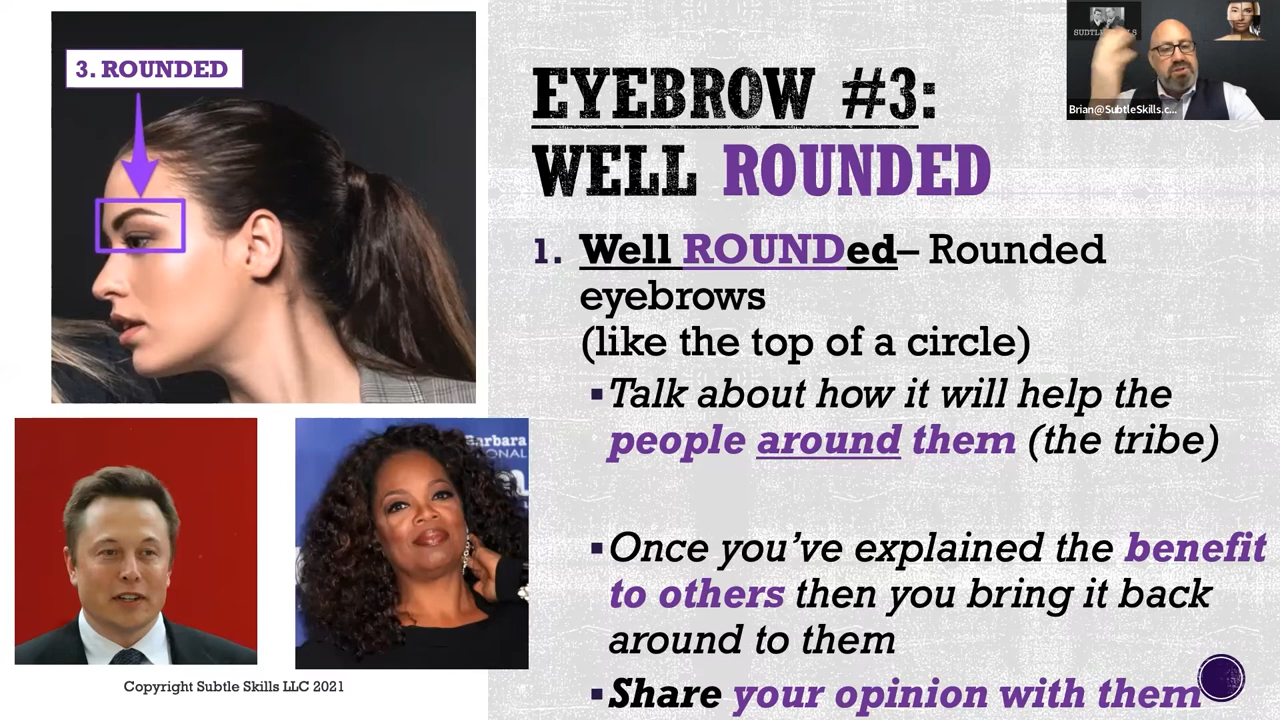 3. ROUNDED
EYEBROW #3:
WELL ROUNDED
1. Well ROUNDed– Rounded
eyebrows
(like the top of a circle)
▪Talk about how it will help the
people around them (the tribe)
▪Once you’ve explained the benefit
to others then you bring it back
around to them
▪Share your opinion with them
Barbara
Copyright Subtle Skills LLC 2021
Brian@SubtleSkills.c...